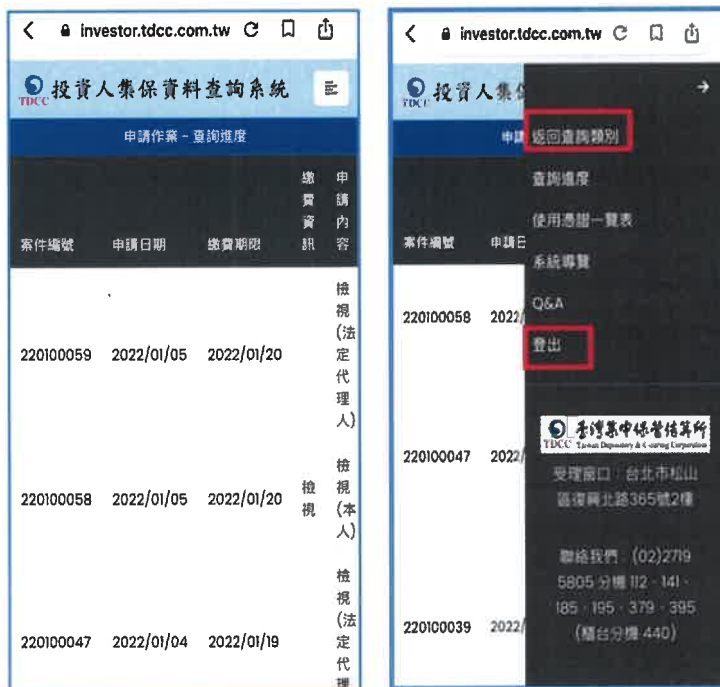 investor.tdcc.com.tw
TDCC 投資人集保資料查詢系統
申請作業 - 查詢進度
案件編號 申請日期 繳費期限 繳費資訊 申請內容
220100059 2022/01/05 2022/01/20 檢視(法定代理人)
220100058 2022/01/05 2022/01/20 檢視 檢視(本人)
220100047 2022/01/04 2022/01/19 檢視(法定代理
investor.tdcc.com.tw
TDCC 投資人集
申請
案件編號 申請日
220100058 2022/
220100047 2022/
220100039 2022/
返回查詢類別
查詢進度
使用憑證一覽表
系統導覽
Q&A
登出
TDCC 臺灣集中保管結算所
Taiwan Depository & Clearing Corporation
受理窗口：台北市松山
區復興北路365號2樓
聯絡我們：(02)2719
5805 分機 112、141、
185、195、379、395
(櫃台分機 440)